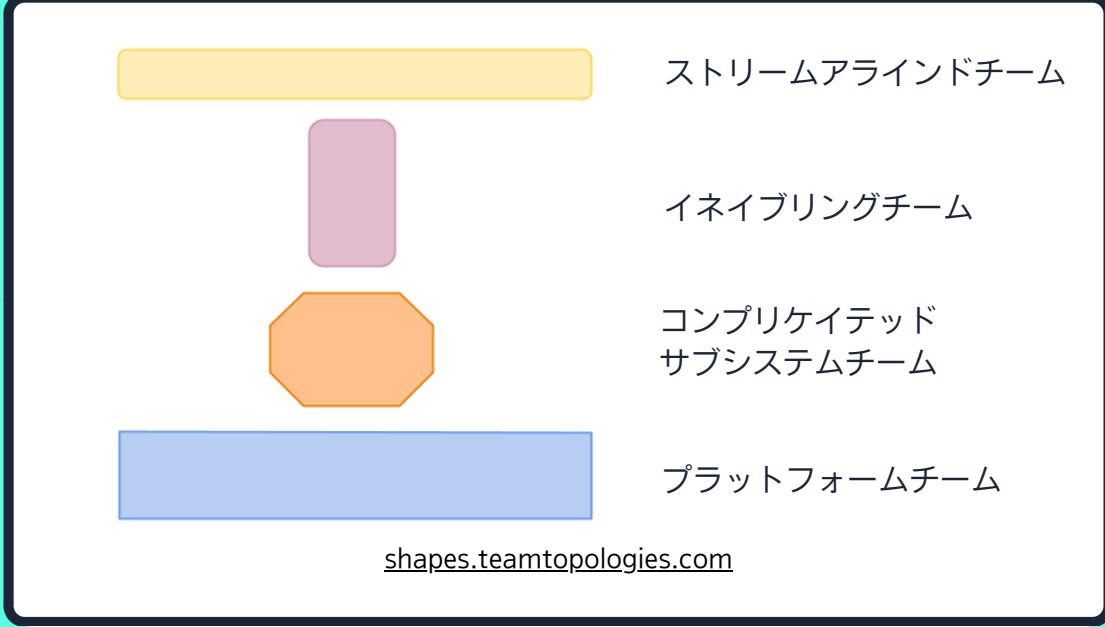 ストリームアラインドチーム
イネイブリングチーム
コンプリケイテッド
サブシステムチーム
プラットフォームチーム
shapes.teamtopologies.com